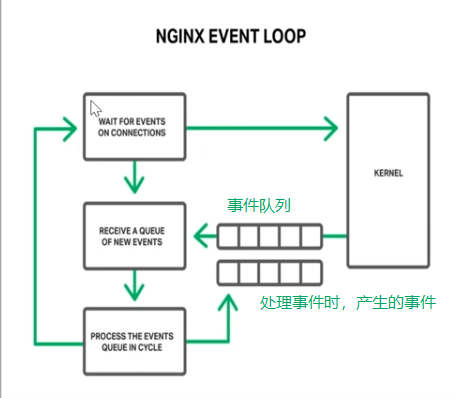 NGINX EVENT LOOP
WAIT FOR EVENTS
ON CONNECTIONS
KERNEL
事件队列
RECEIVE A QUEUE
OF NEW EVENTS
处理事件时，产生的事件
PROCESS THE EVENTS
QUEUE IN CYCLE